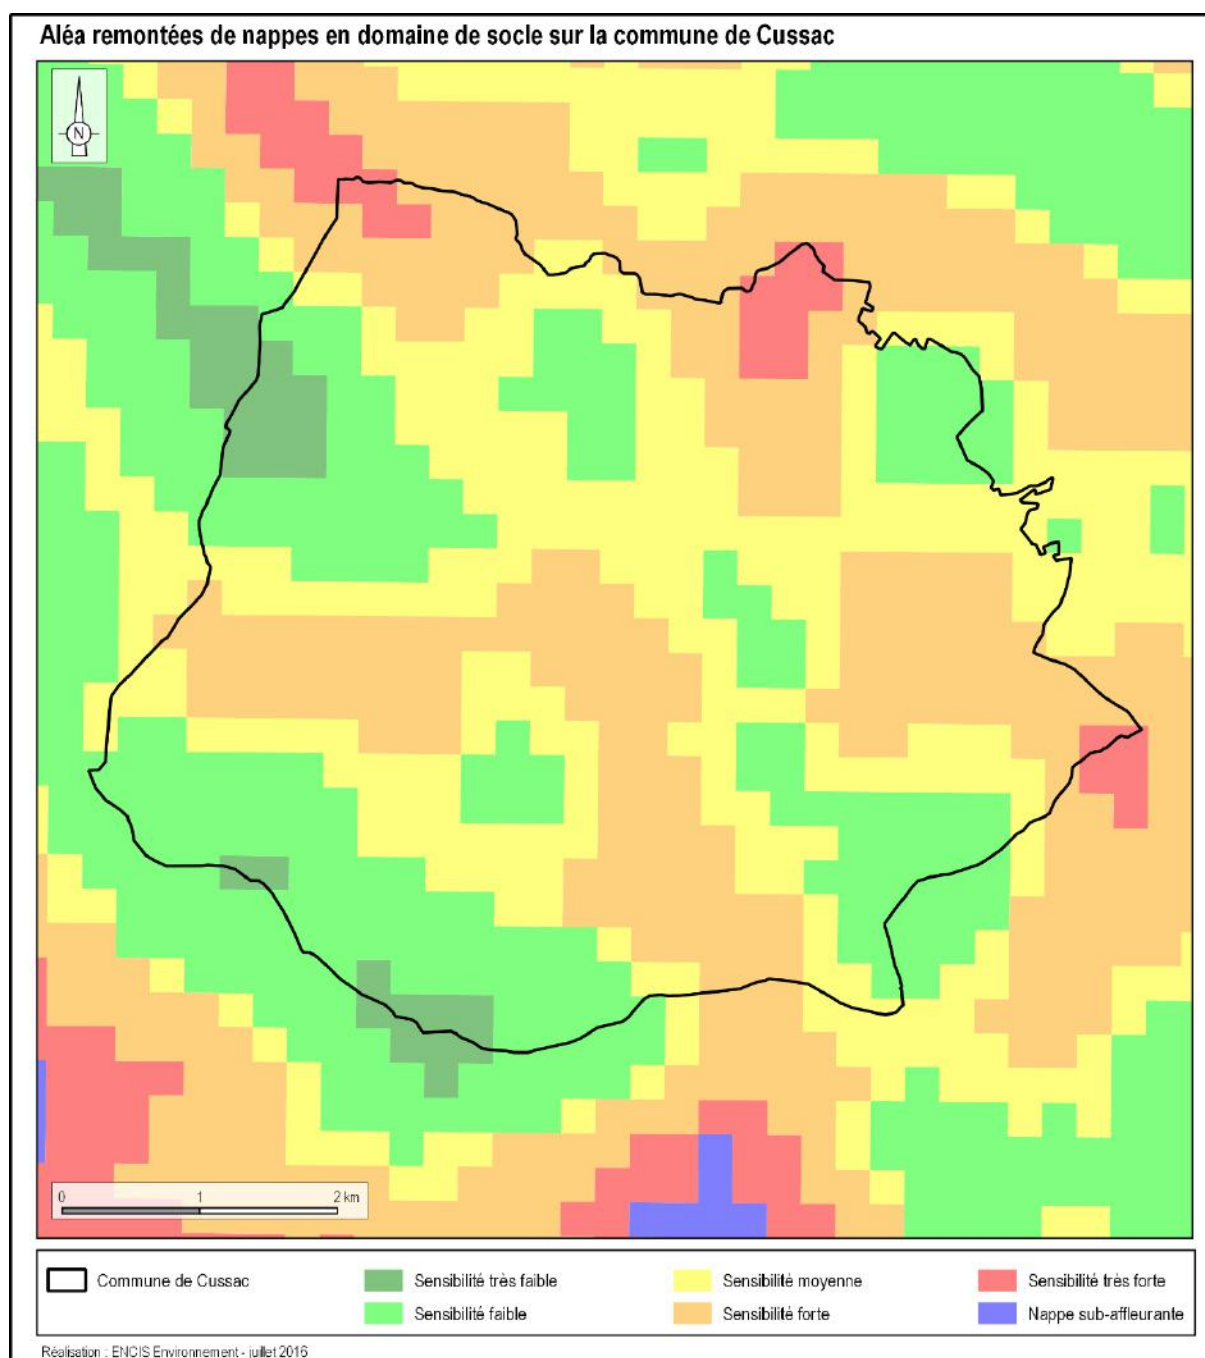 Aléa remontées de nappes en domaine de socle sur la commune de Cussac
N
0 1 2 km
Commune de Cussac
Sensibilité très faible
Sensibilité faible
Sensibilité moyenne
Sensibilité forte
Sensibilité très forte
Nappe sub-affleurante
Réalisation : ENCIS Environnement - juillet 2016